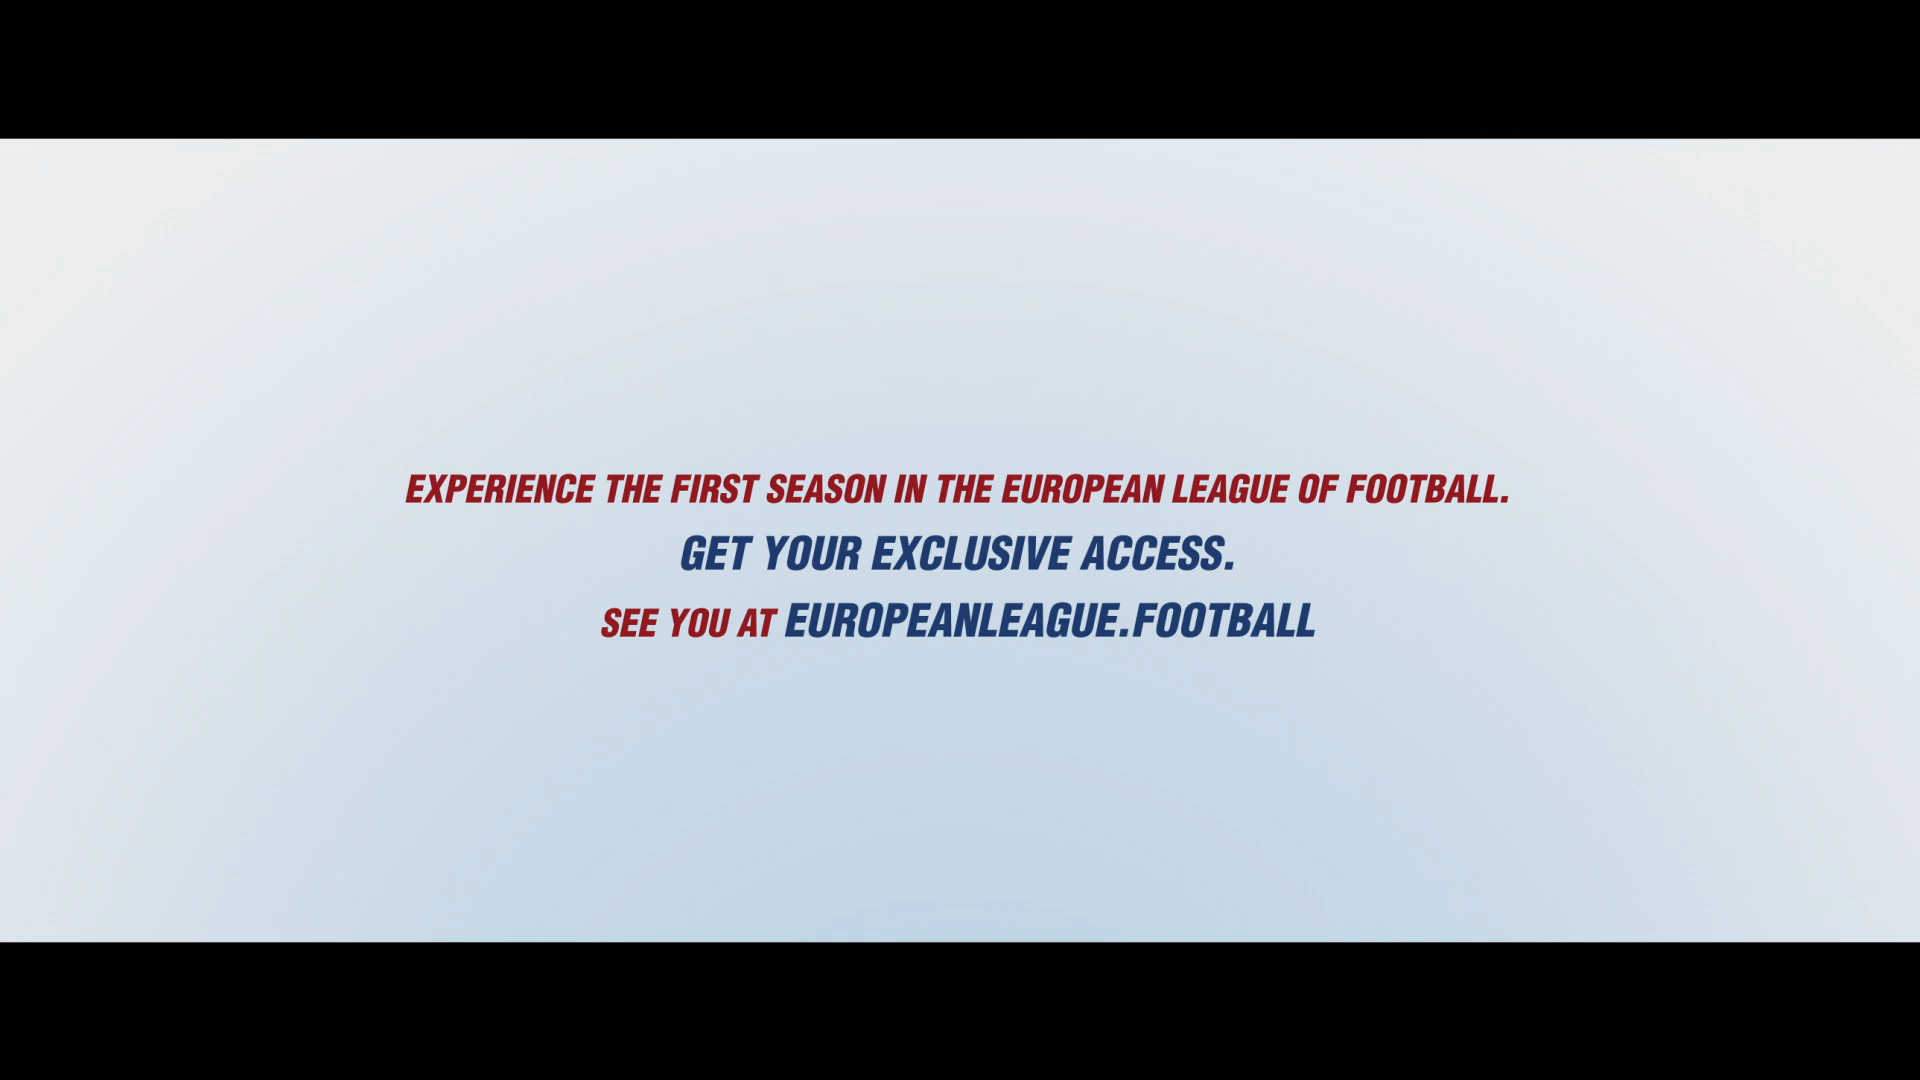 EXPERIENCE THE FIRST SEASON IN THE EUROPEAN LEAGUE OF FOOTBALL.
GET YOUR EXCLUSIVE ACCESS.
SEE YOU AT EUROPEANLEAGUE.FOOTBALL